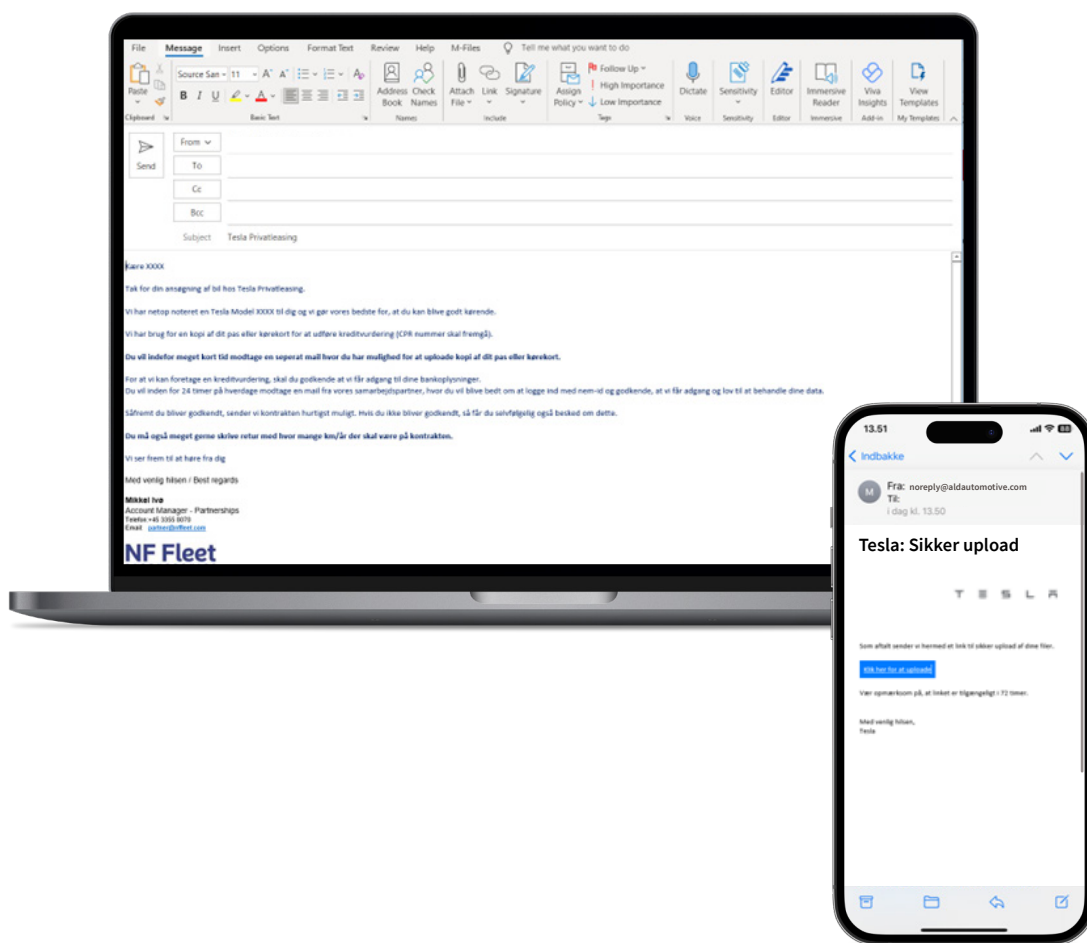 File Message Insert Options Format Text Review Help M-Files Tell me what you want to do
Paste
Source San 11
B I U
Address Book
Check Names
Attach File
Link
Signature
Assign Policy
Follow Up
High Importance
Low Importance
Dictate
Sensitivity
Editor
Immersive Reader
Viva Insights
View Templates
Clipboard Basic Text Names Include Tags Voice Sensitivity Editor Immersive Add-in My Templates
Send
From
To
Cc
Bcc
Subject Tesla Privatleasing
Kære XXXX
Tak for din ansøgning af bil hos Tesla Privatleasing.
Vi har netop noteret en Tesla Model XXXX til dig og vi gør vores bedste for, at du kan blive godt kørende.
Vi har brug for en kopi af dit pas eller kørekort for at udføre kreditvurdering (CPR nummer skal fremgå).
Du vil indefor meget kort tid modtage en seperat mail hvor du har mulighed for at uploade kopi af dit pas eller kørekort.
For at vi kan foretage en kreditvurdering, skal du godkende at vi får adgang til dine bankoplysninger.
Du vil inden for 24 timer på hverdage modtage en mail fra vores samarbejdspartner, hvor du vil blive bedt om at logge ind med nem-id og godkende, at vi får adgang og lov til at behandle dine data.
Såfremt du bliver godkendt, sender vi kontrakten hurtigst muligt. Hvis du ikke bliver godkendt, så får du selvfølgelig også besked om dette.
Du må også meget gerne skrive retur med hvor mange km/år der skal være på kontrakten.
Vi ser frem til at høre fra dig
Med venlig hilsen / Best regards
Mikkel Ivø
Account Manager - Partnerships
Telefon:+45 3355 8070
Email partner@nffleet.com
NF Fleet
13.51
88
Indbakke
M
Fra: noreply@aldautomotive.com
Til:
i dag kl. 13.50
Tesla: Sikker upload
TESLA
Som aftalt sender vi hermed et link til sikker upload af dine filer.
Klik her for at uploade
Vær opmærksom på, at linket er tilgængeligt i 72 timer.
Med venlig hilsen,
Tesla